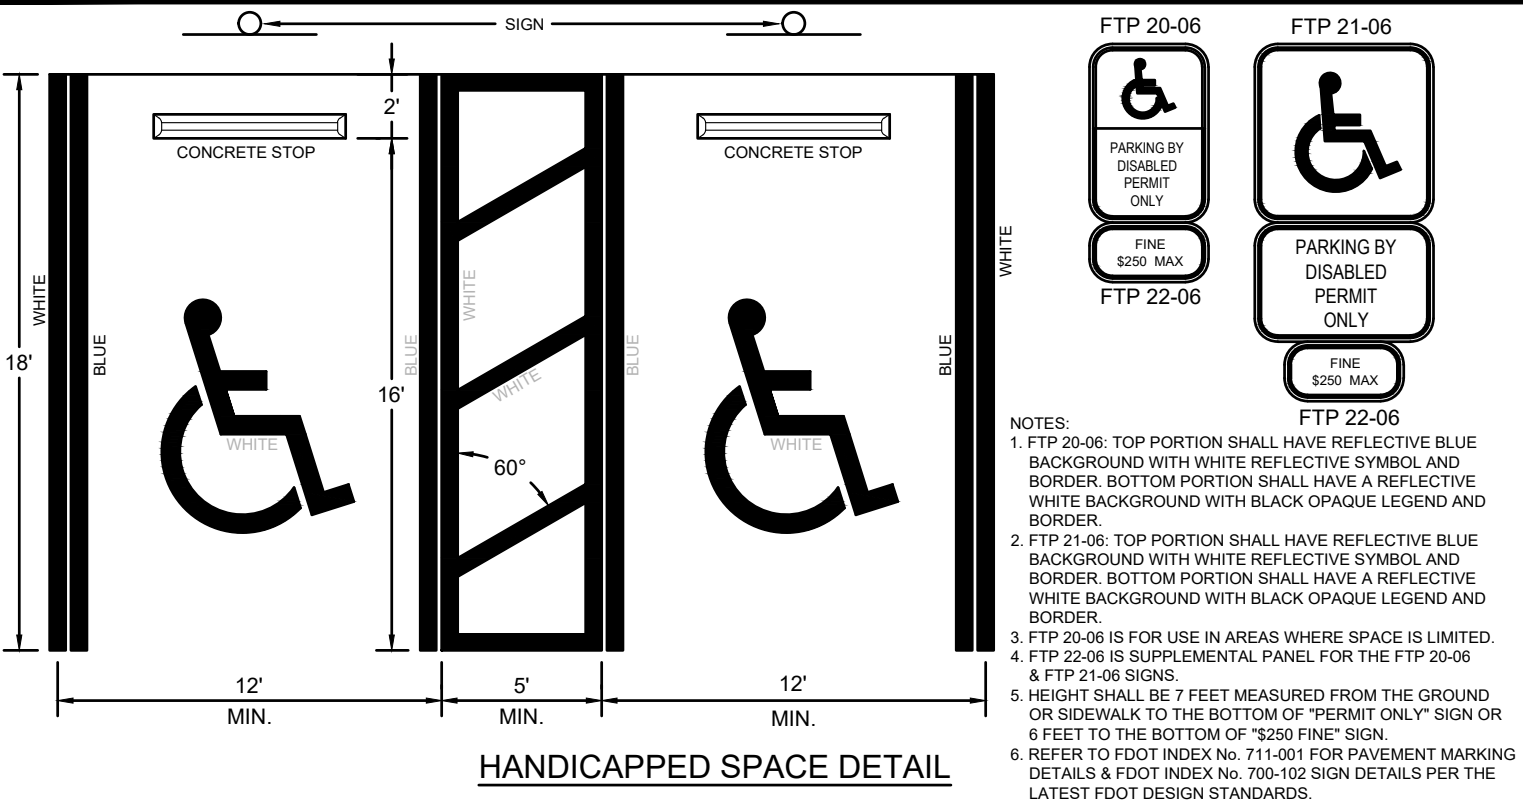 SIGN
2'
CONCRETE STOP
CONCRETE STOP
WHITE
BLUE
18'
WHITE
BLUE
16'
WHITE
WHITE
60°
BLUE
WHITE
BLUE
WHITE
12'
MIN.
5'
MIN.
12'
MIN.
HANDICAPPED SPACE DETAIL
FTP 20-06
PARKING BY
DISABLED
PERMIT
ONLY
FINE
$250 MAX
FTP 22-06
FTP 21-06
PARKING BY
DISABLED
PERMIT
ONLY
FINE
$250 MAX
FTP 22-06
NOTES:
1. FTP 20-06: TOP PORTION SHALL HAVE REFLECTIVE BLUE
BACKGROUND WITH WHITE REFLECTIVE SYMBOL AND
BORDER. BOTTOM PORTION SHALL HAVE A REFLECTIVE
WHITE BACKGROUND WITH BLACK OPAQUE LEGEND AND
BORDER.
2. FTP 21-06: TOP PORTION SHALL HAVE REFLECTIVE BLUE
BACKGROUND WITH WHITE REFLECTIVE SYMBOL AND
BORDER. BOTTOM PORTION SHALL HAVE A REFLECTIVE
WHITE BACKGROUND WITH BLACK OPAQUE LEGEND AND
BORDER.
3. FTP 20-06 IS FOR USE IN AREAS WHERE SPACE IS LIMITED.
4. FTP 22-06 IS SUPPLEMENTAL PANEL FOR THE FTP 20-06
& FTP 21-06 SIGNS.
5. HEIGHT SHALL BE 7 FEET MEASURED FROM THE GROUND
OR SIDEWALK TO THE BOTTOM OF "PERMIT ONLY" SIGN OR
6 FEET TO THE BOTTOM OF "$250 FINE" SIGN.
6. REFER TO FDOT INDEX No. 711-001 FOR PAVEMENT MARKING
DETAILS & FDOT INDEX No. 700-102 SIGN DETAILS PER THE
LATEST FDOT DESIGN STANDARDS.